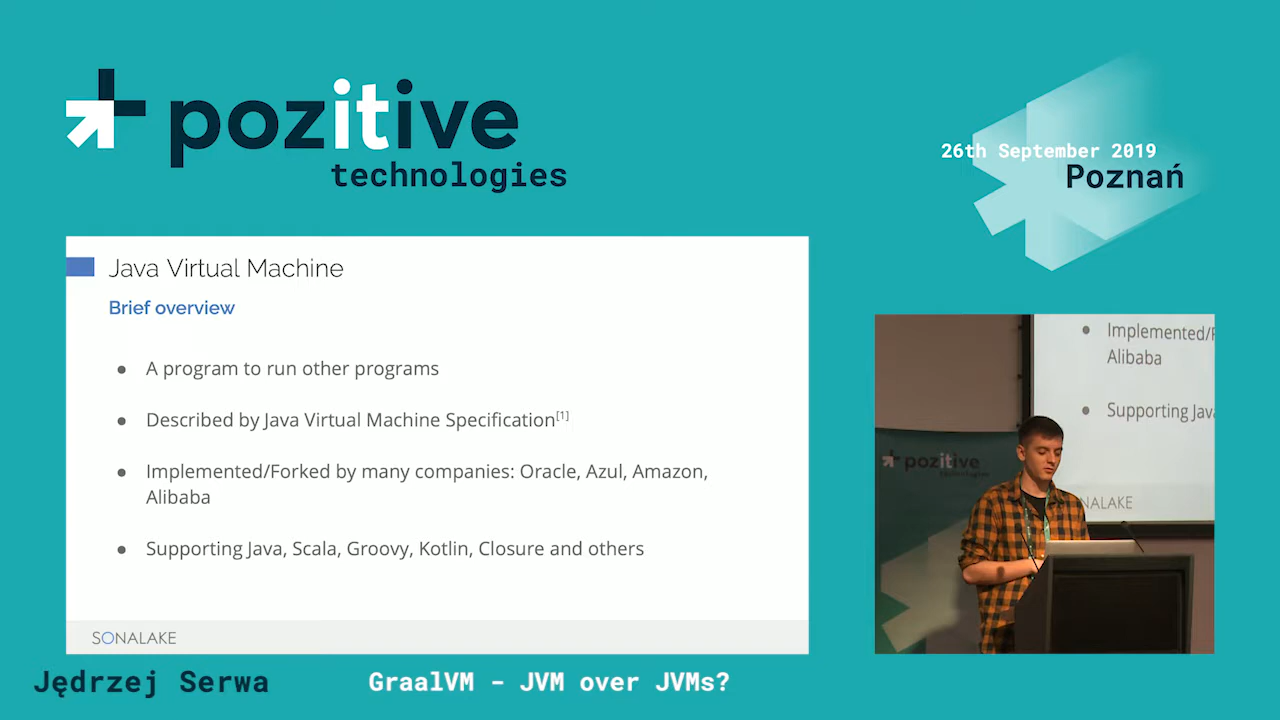 pozitive
technologies
26th September 2019
Poznań
Java Virtual Machine
Brief overview
● A program to run other programs
● Described by Java Virtual Machine Specification[1]
● Implemented/Forked by many companies: Oracle, Azul, Amazon,
Alibaba
● Supporting Java, Scala, Groovy, Kotlin, Closure and others
SONALAKE
● Implemented/F
Alibaba
● Supporting Java
pozitive
technologies
NALAKE
Jędrzej Serwa
GraalVM - JVM over JVMs?